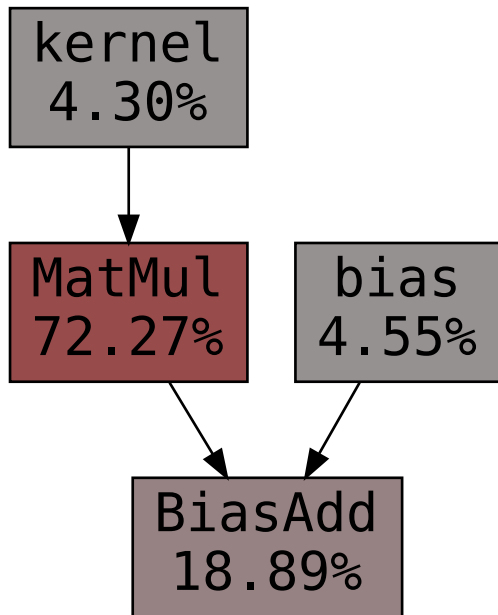 kernel
4.30%
MatMul
72.27%
bias
4.55%
BiasAdd
18.89%